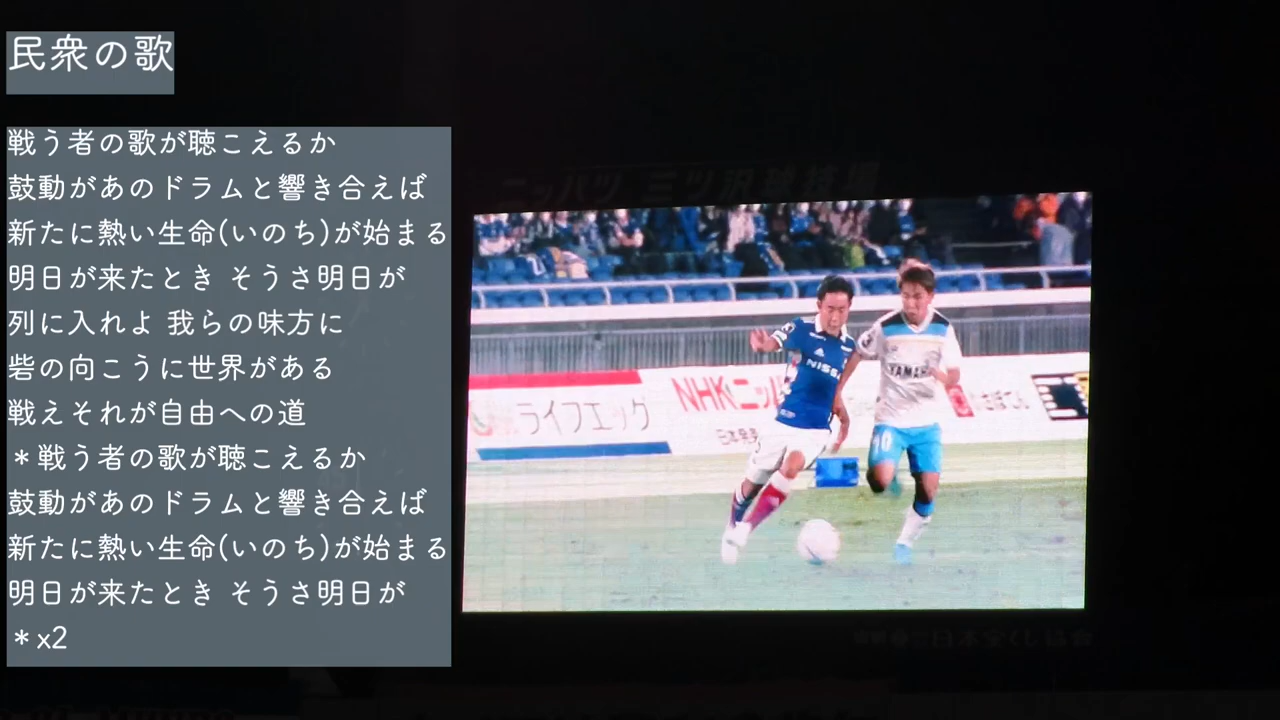 民衆の歌
戦う者の歌が聴こえるか
鼓動があのドラムと響き合えば
新たに熱い生命(いのち)が始まる
明日が来たとき そうさ明日が
列に入れよ 我らの味方に
砦の向こうに世界がある
戦えそれが自由への道
＊戦う者の歌が聴こえるか
鼓動があのドラムと響き合えば
新たに熱い生命(いのち)が始まる
明日が来たとき そうさ明日が
＊x2
ニッパツ 三ツ沢球技場
ライフエッグ
NHKニッパ
日本発
NISSA
YAMAHA
10